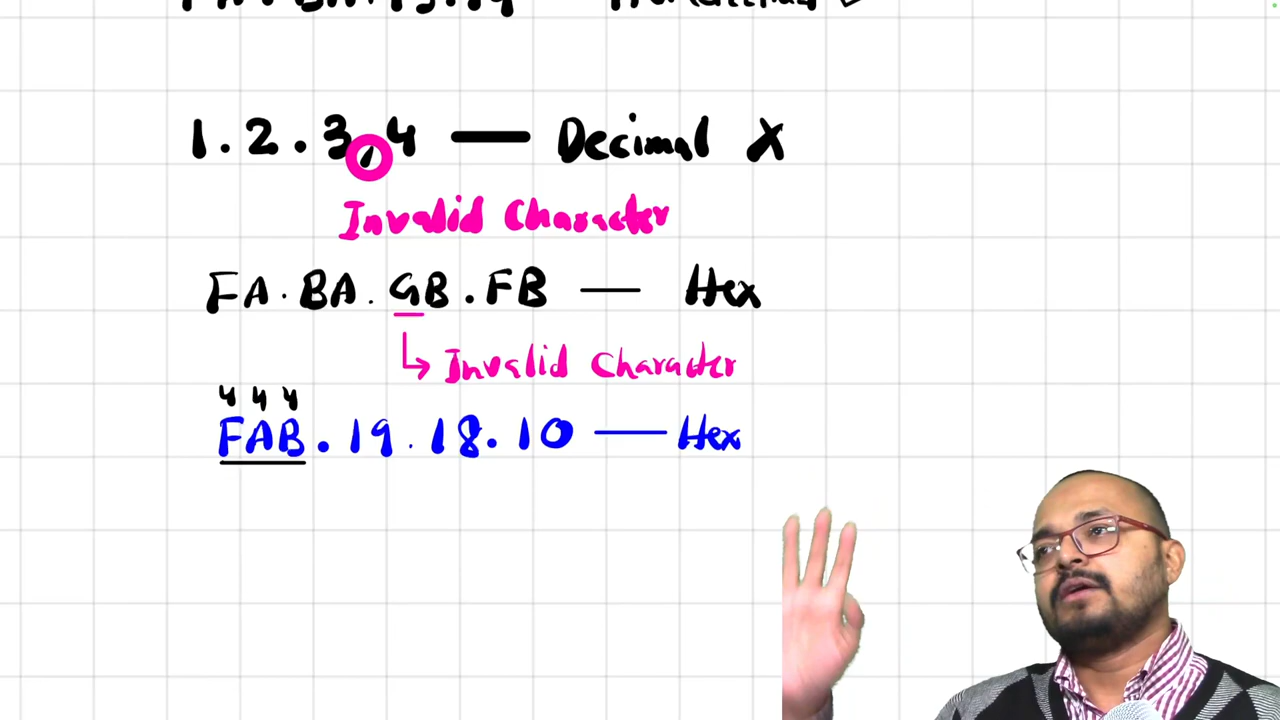 1.2.3,4 — Decimal X
Invalid Character
FA.BA.GB.FB — Hex
↳ Invalid Character
4 4 4
FAB.19.18.10 — Hex